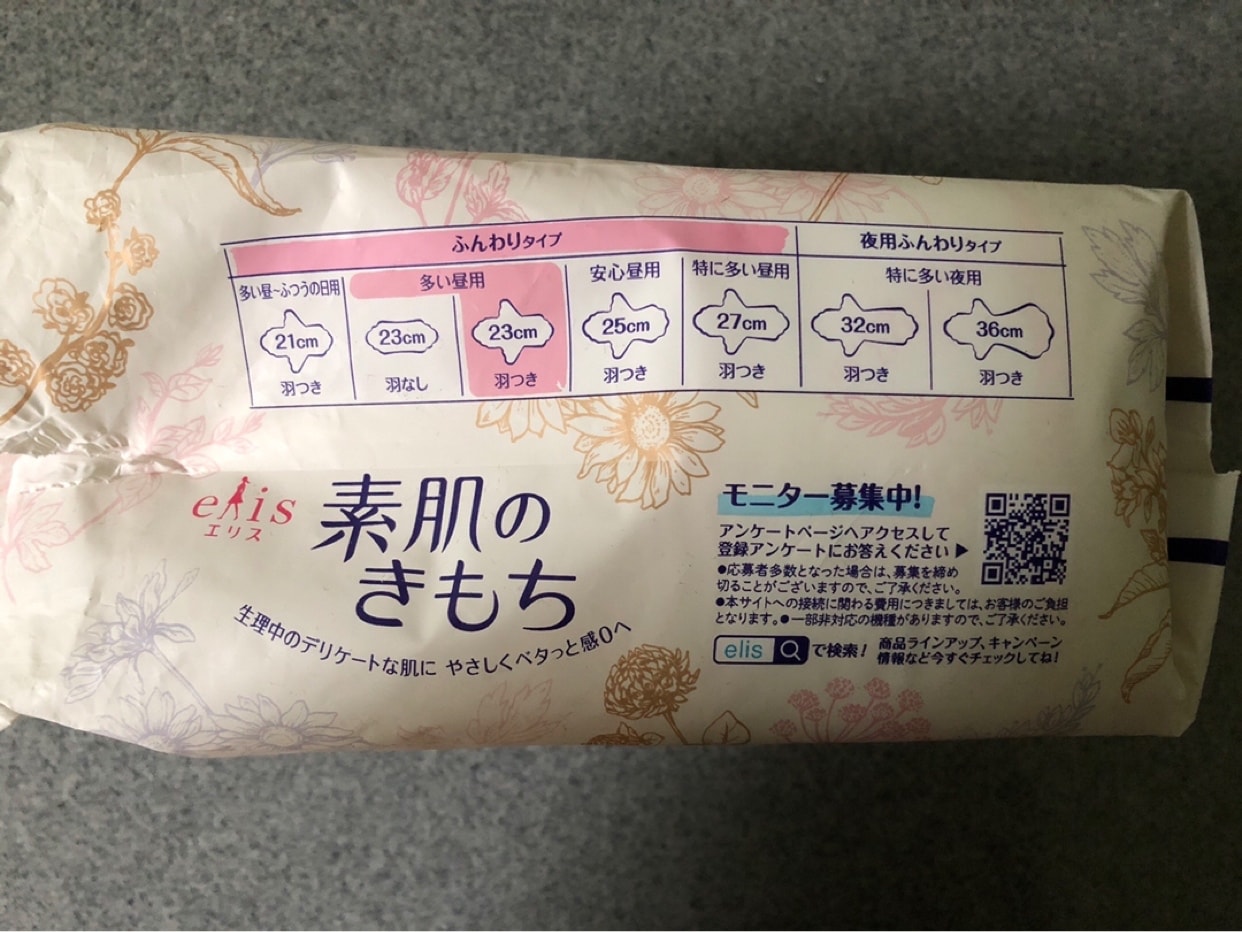 ふんわりタイプ
夜用ふんわりタイプ
多い昼~ふつうの日用
多い昼用
安心昼用
特に多い昼用
特に多い夜用
21cm
23cm
23cm
25cm
27cm
32cm
36cm
羽つき
羽なし
羽つき
羽つき
羽つき
羽つき
羽つき
elis
エリス
素肌の
きもち
生理中のデリケートな肌に やさしくベタっと感0へ
モニター募集中!
アンケートページへアクセスして
登録アンケートにお答えください▶
●応募者多数となった場合は、募集を締め
切ることがございますので、ご了承ください。
●本サイトへの接続に関わる費用につきましては、お客様のご負担
となります。●一部非対応の機種がありますので、ご了承ください。
elis で検索!
商品ラインアップ、キャンペーン
情報など今すぐチェックしてね!